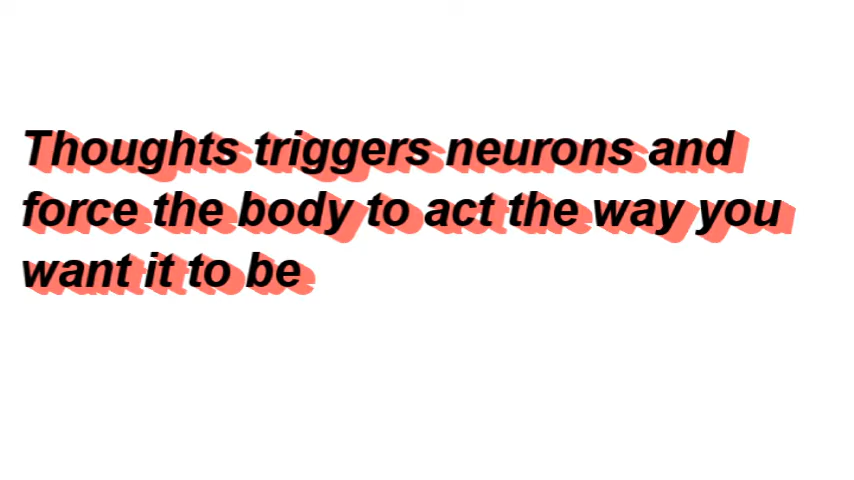 Thoughts triggers neurons and
force the body to act the way you
want it to be